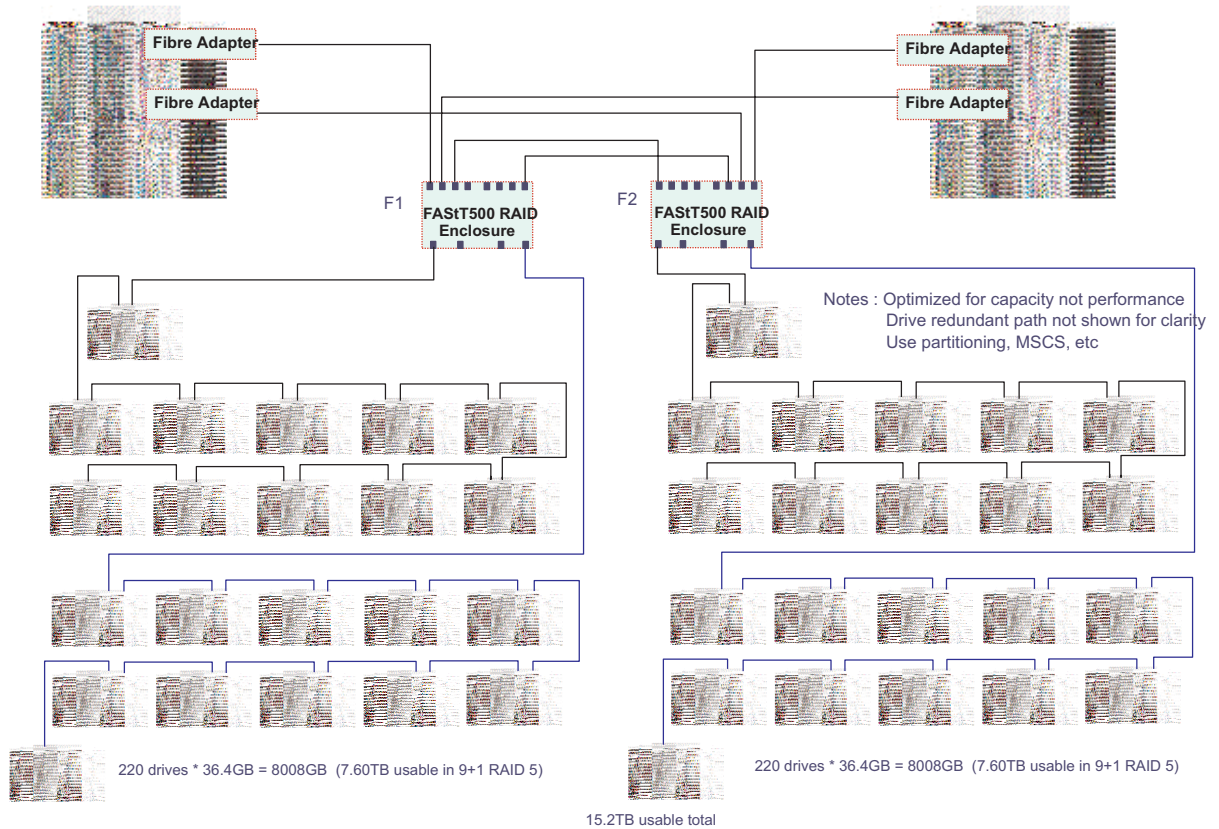 Fibre Adapter
Fibre Adapter
Fibre Adapter
Fibre Adapter
F1
FAStT500 RAID
Enclosure
F2
FAStT500 RAID
Enclosure
Notes : Optimized for capacity not performance
Drive redundant path not shown for clarity
Use partitioning, MSCS, etc
220 drives * 36.4GB = 8008GB (7.60TB usable in 9+1 RAID 5)
220 drives * 36.4GB = 8008GB (7.60TB usable in 9+1 RAID 5)
15.2TB usable total